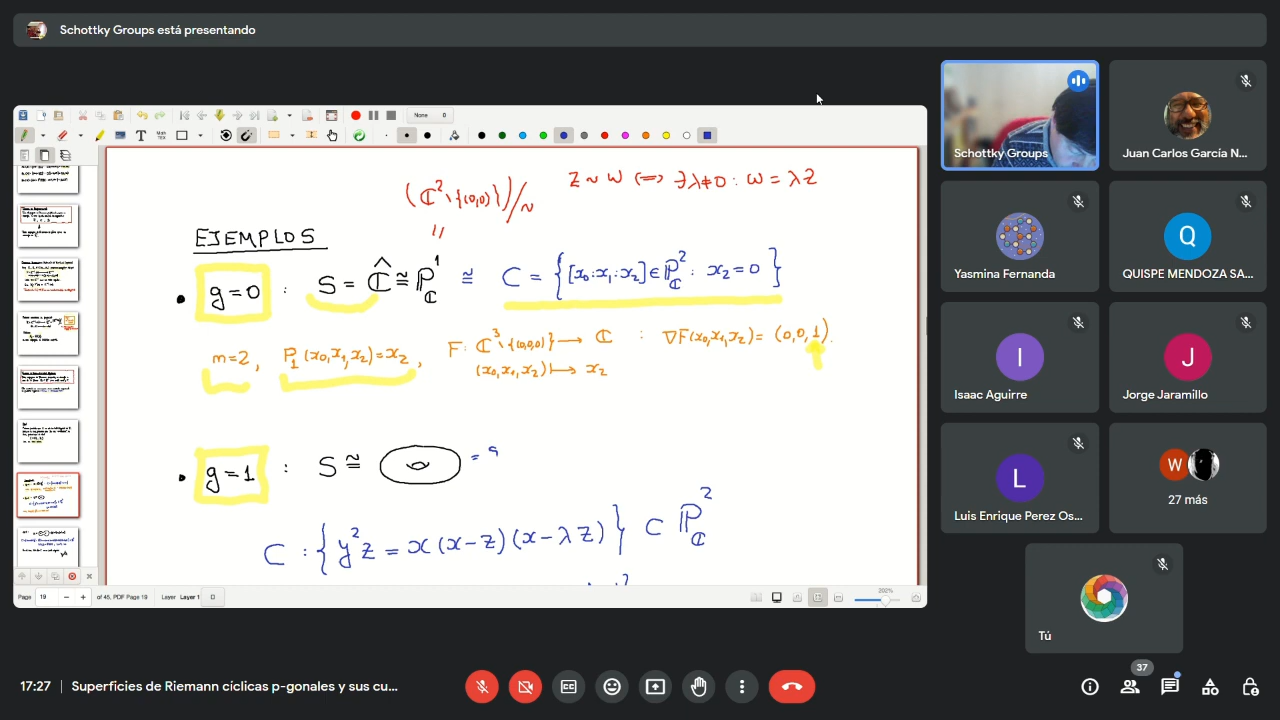 Schottky Groups está presentando
None 0
(ℂ²∖{(0,0)})/~
z ~ w ⟺ ∃λ≠0 : w = λz
EJEMPLOS
• g=0 : S = Ĉ ≅ ℙ¹_ℂ ≅ C = {[x₀:x₁:x₂] ∈ ℙ²_ℂ : x₂=0}
m=2, P₁(x₀,x₁,x₂)=x₂, F: ℂ³∖{(0,0,0)} ⟶ ℂ : ∇F(x₀,x₁,x₂)= (0,0,1).
(x₀,x₁,x₂) ⟼ x₂
• g=1 : S ≅ =
C : {y²z = x(x-z)(x-λz)} ⊂ ℙ²_ℂ
Page 19 of 45, PDF Page 19 Layer Layer 1
202%
Schottky Groups
Juan Carlos García N...
Yasmina Fernanda
Q
QUISPE MENDOZA SA...
I
Isaac Aguirre
J
Jorge Jaramillo
L
Luis Enrique Perez Os...
W
27 más
Tú
17:27 | Superficies de Riemann cíclicas p-gonales y sus cu...
37